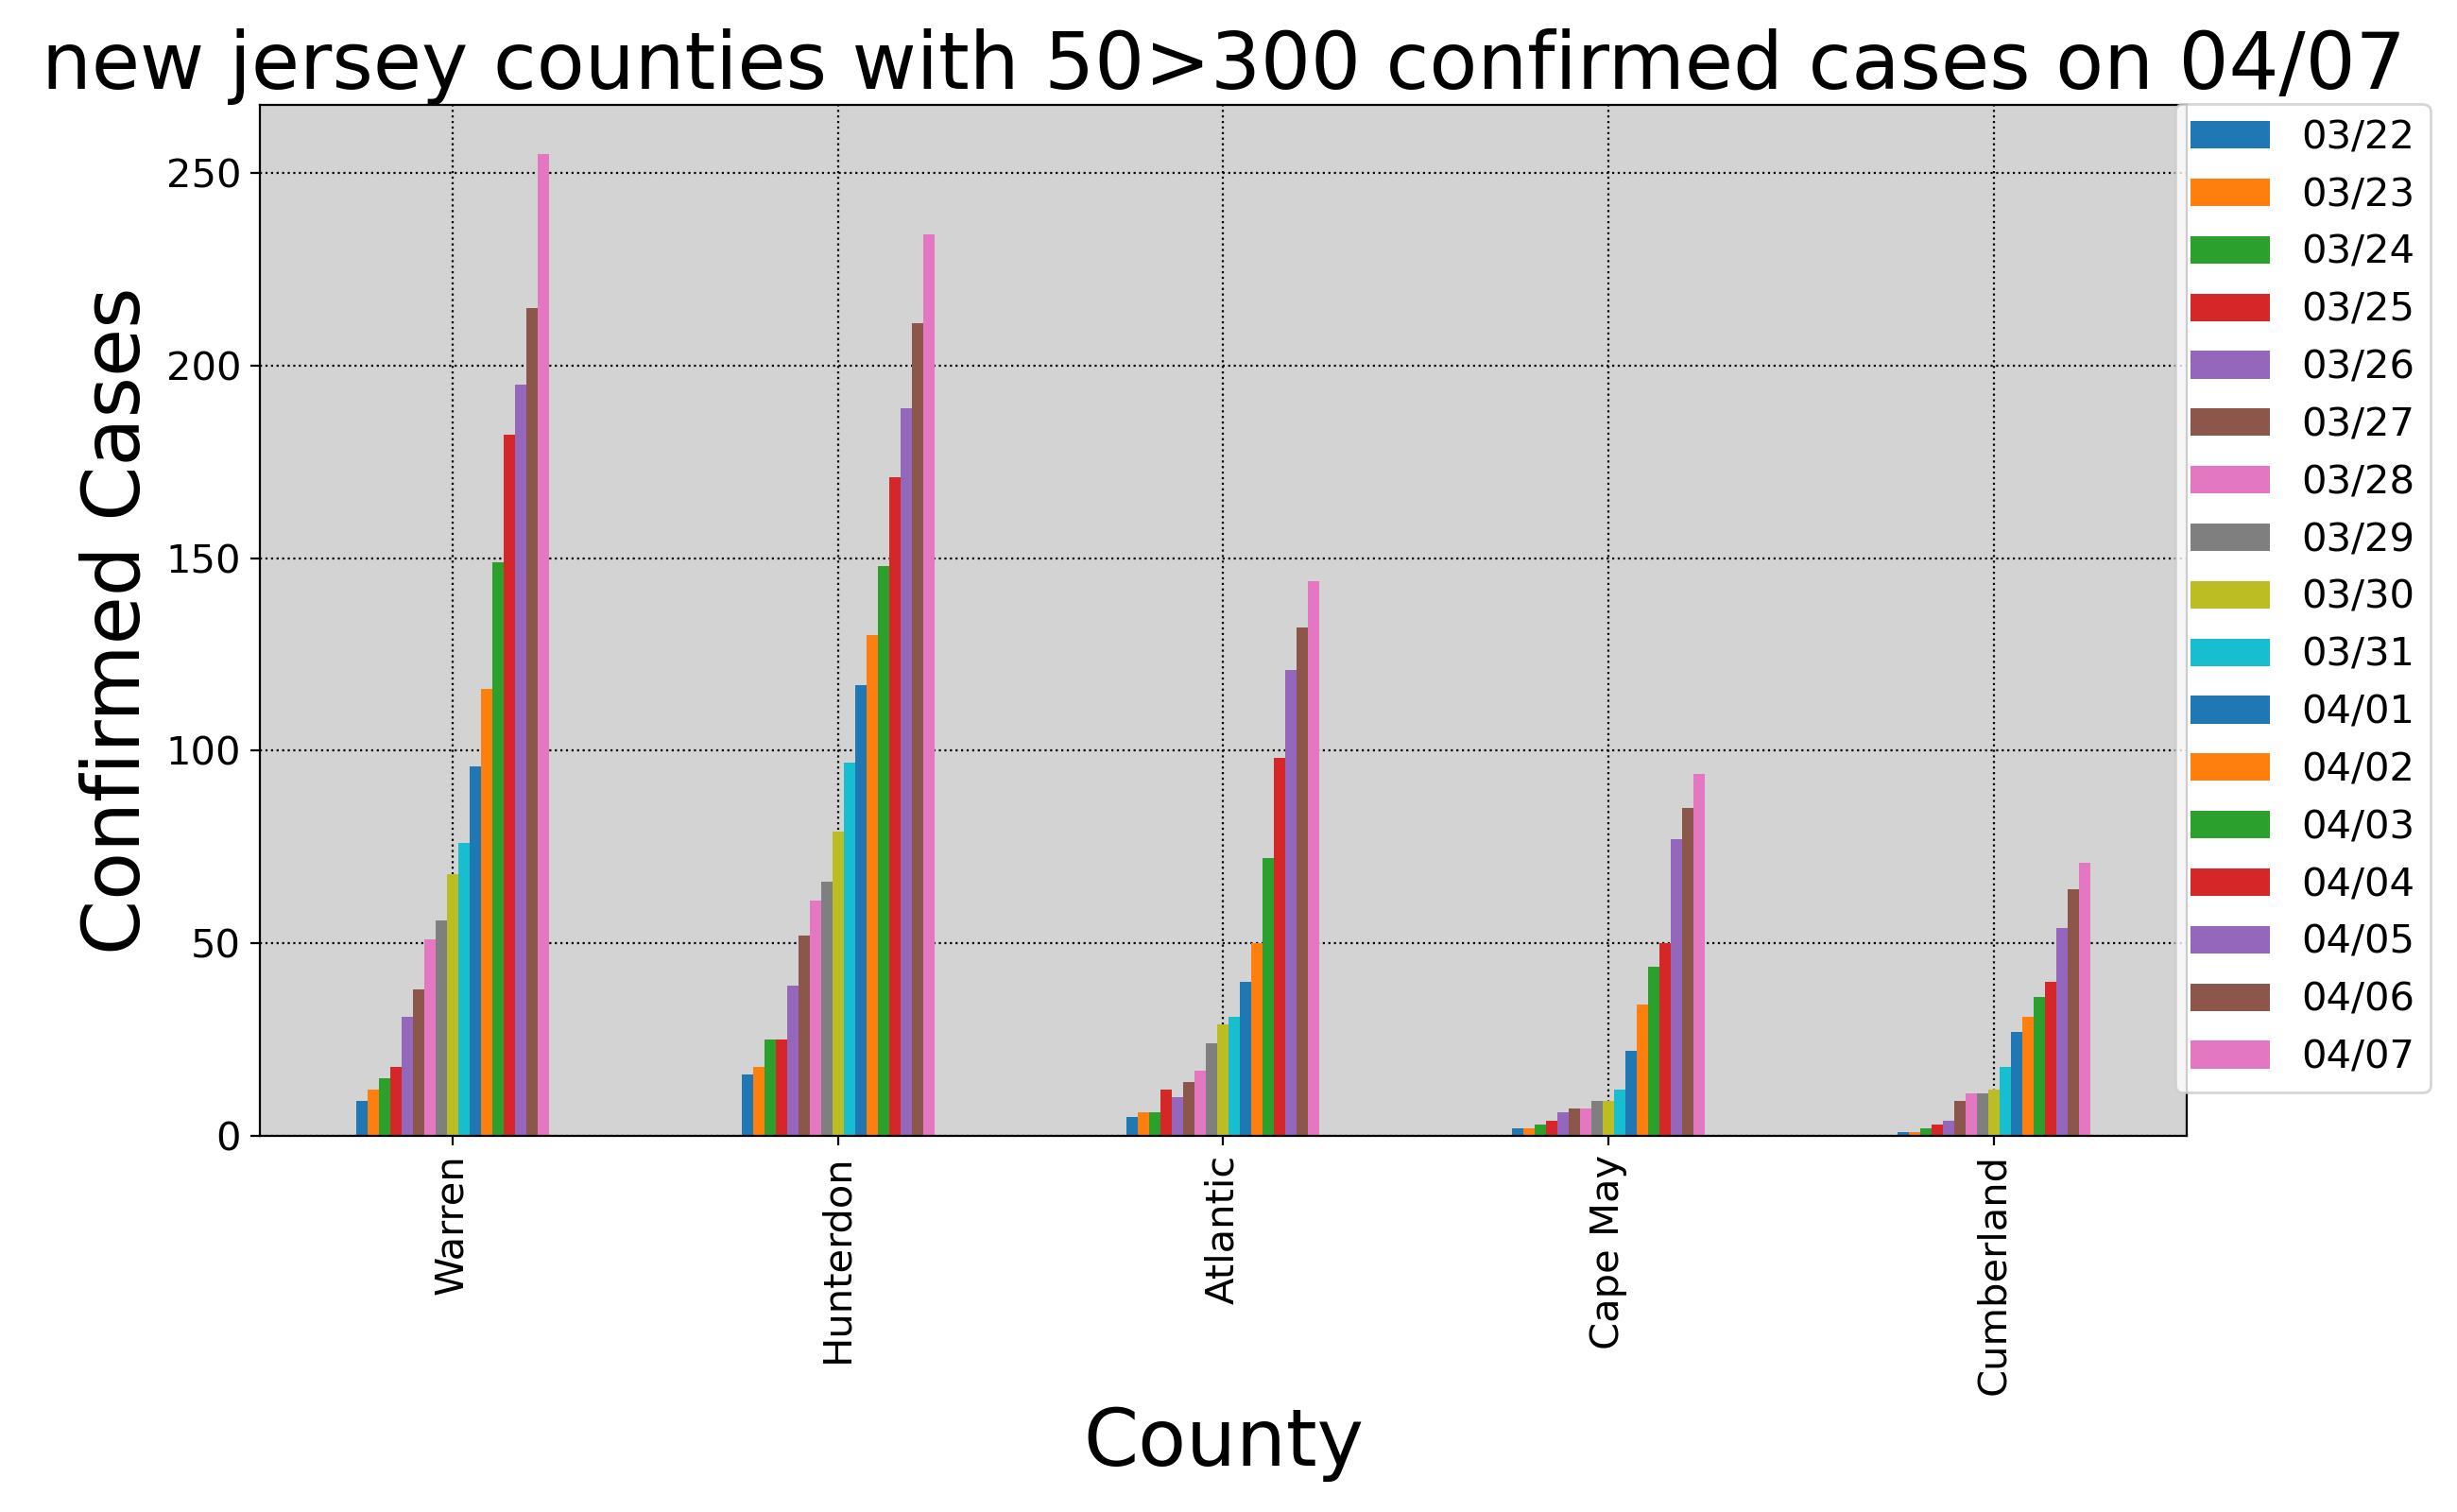 new jersey counties with 50>300 confirmed cases on 04/07
Confirmed Cases
250
200
150
100
50
0
03/22
03/23
03/24
03/25
03/26
03/27
03/28
03/29
03/30
03/31
04/01
04/02
04/03
04/04
04/05
04/06
04/07
Warren
Hunterdon
Atlantic
Cape May
Cumberland
County